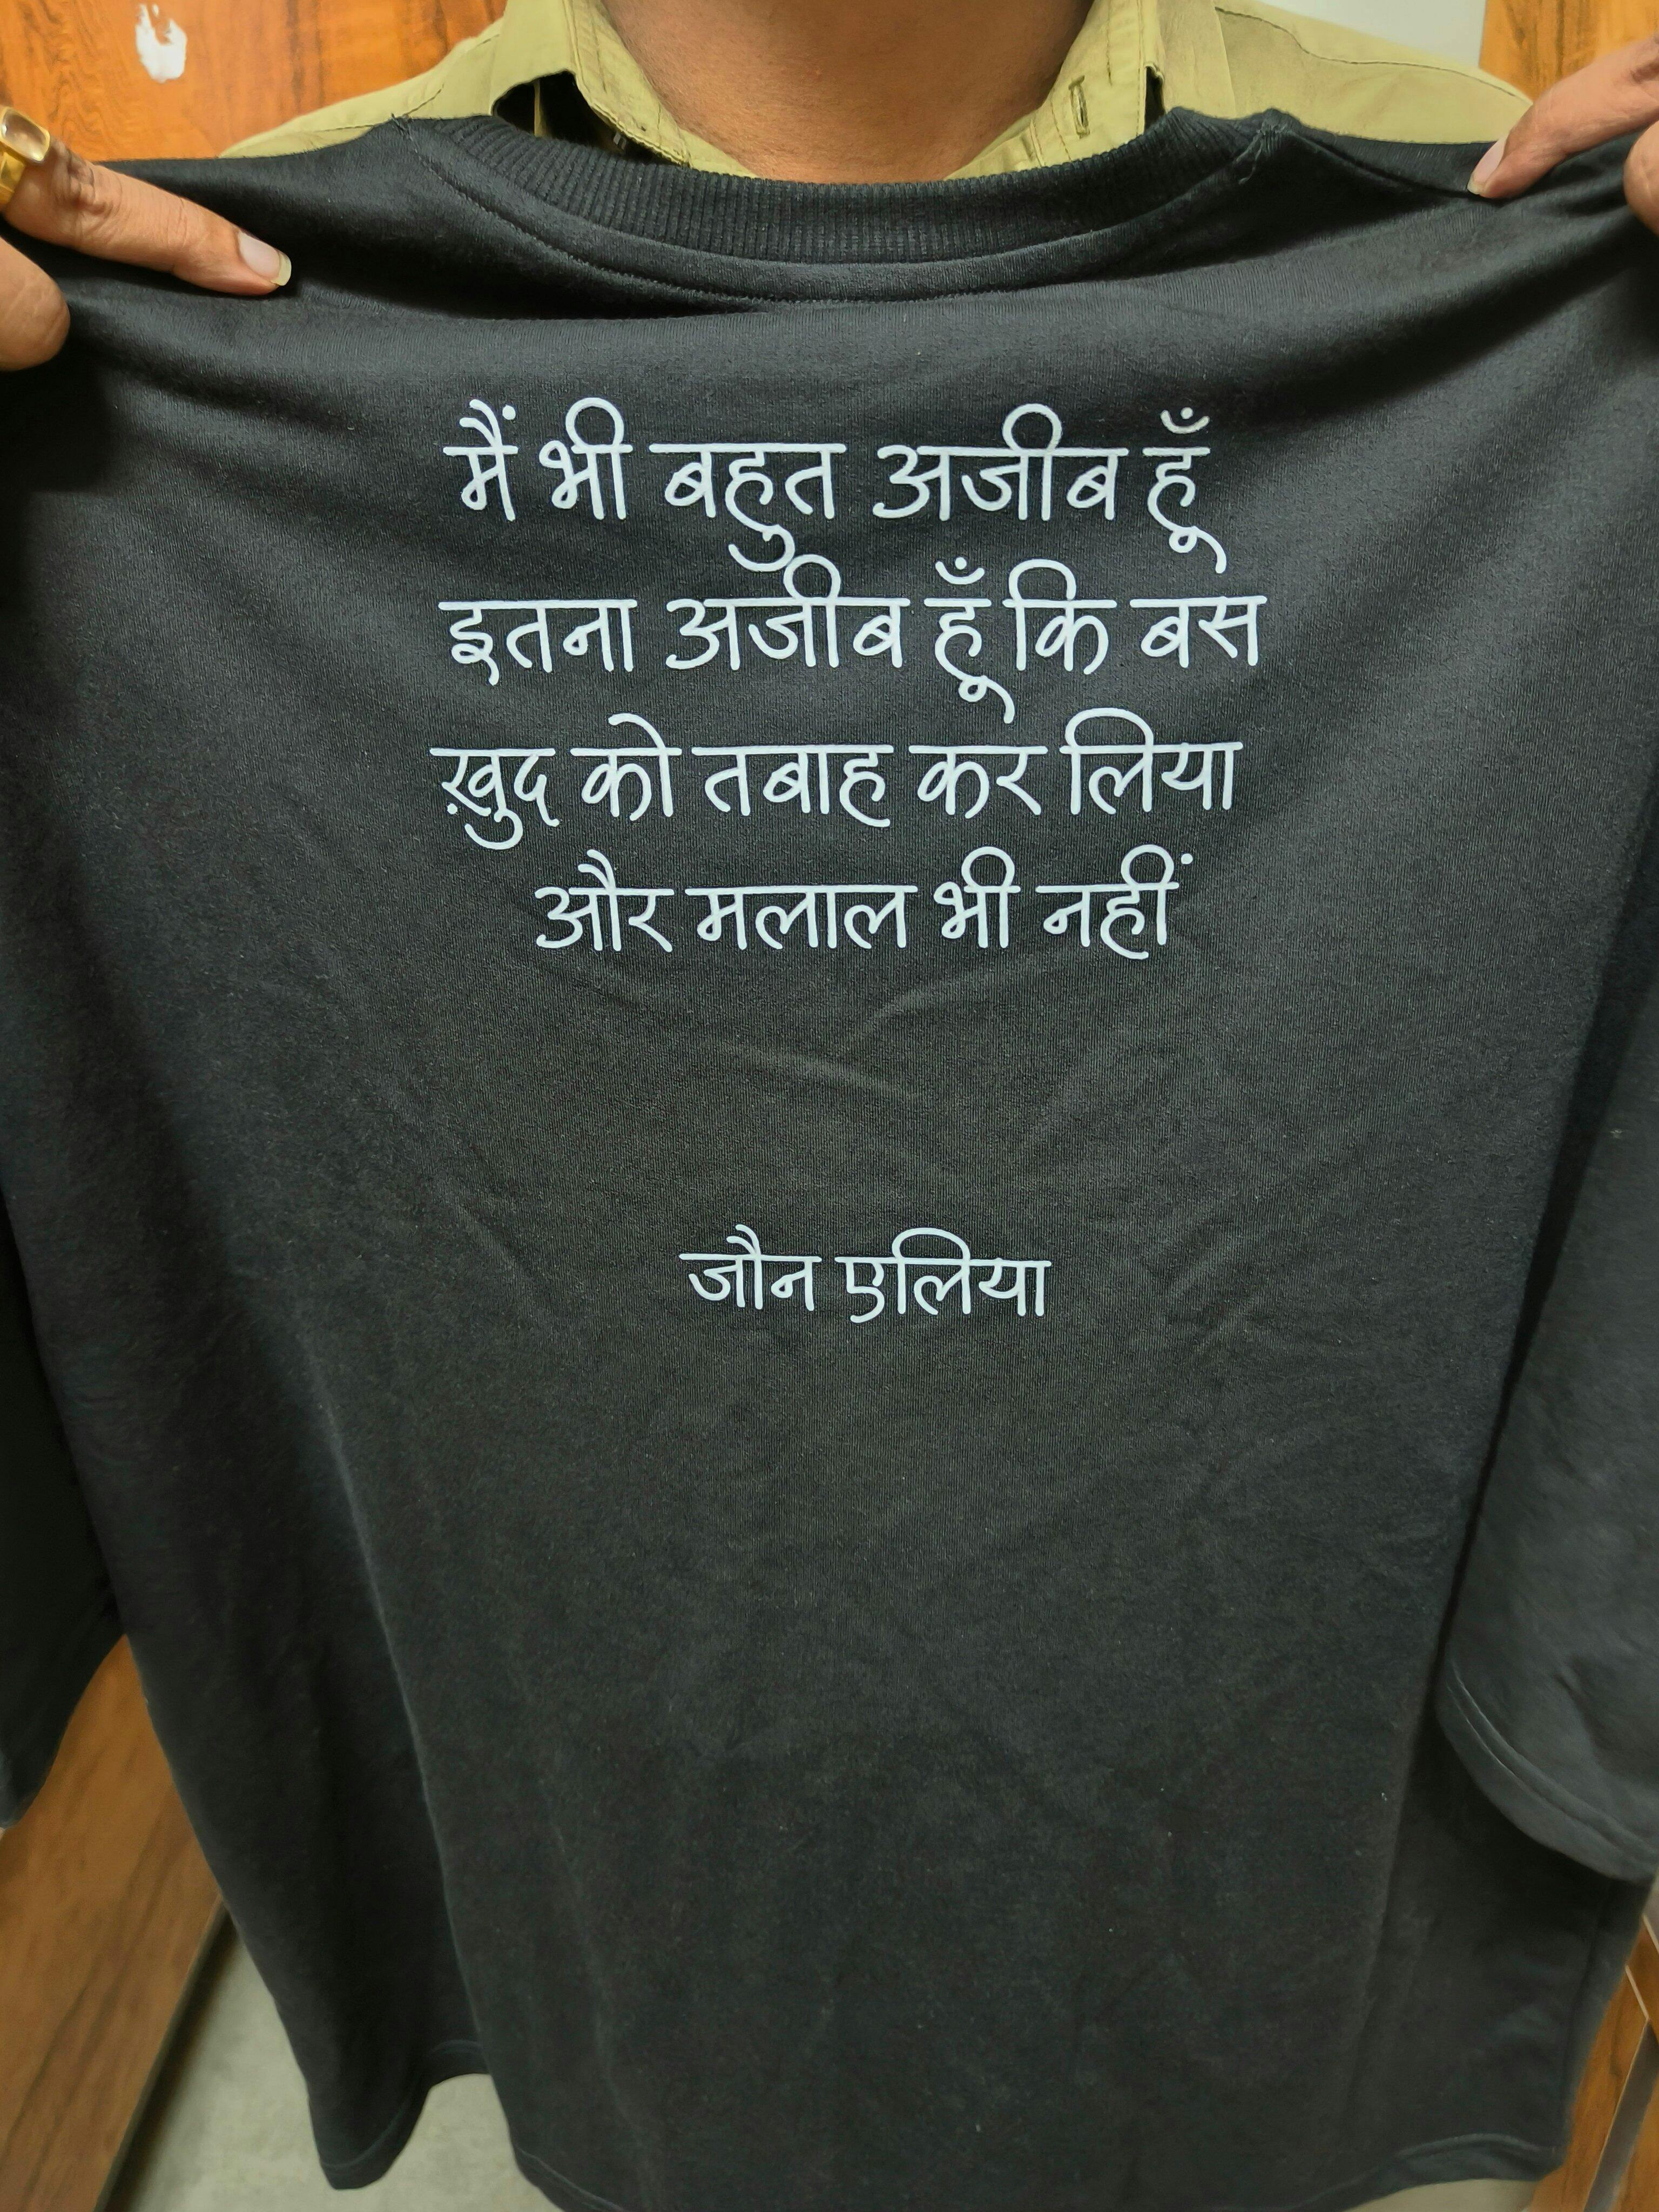 मैं भी बहुत अजीब हूँ
इतना अजीब हूँ कि बस
ख़ुद को तबाह कर लिया
और मलाल भी नहीं
जौन एलिया